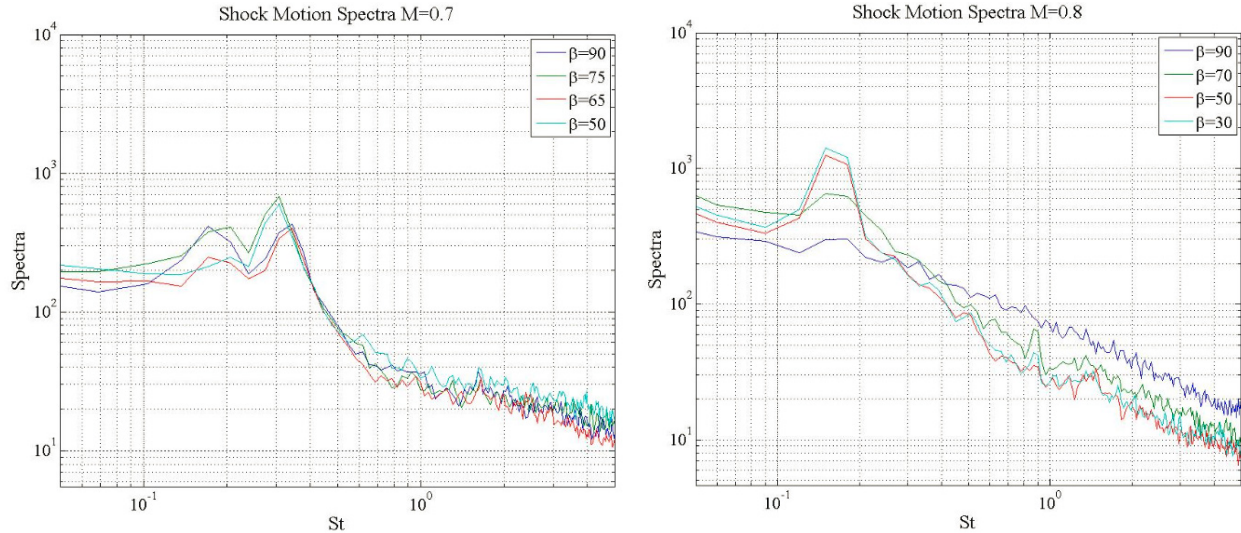 Shock Motion Spectra M=0.7
10^4
10^3
10^2
10^1
Spectra
β=90
β=75
β=65
β=50
10^-1
10^0
St
Shock Motion Spectra M=0.8
10^4
10^3
10^2
10^1
Spectra
β=90
β=70
β=50
β=30
10^-1
10^0
St